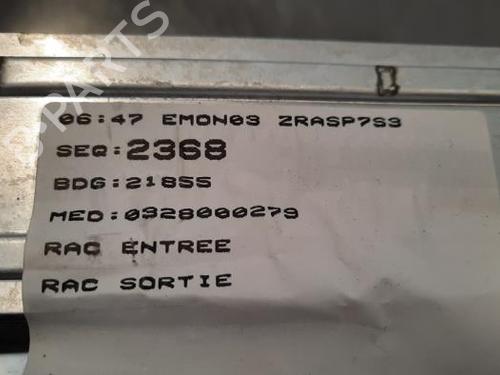 06:47 EMON03 ZRASP7S3
SEQ:2368
BDG:21855
MED:0328000279
RAC ENTREE
RAC SORTIE